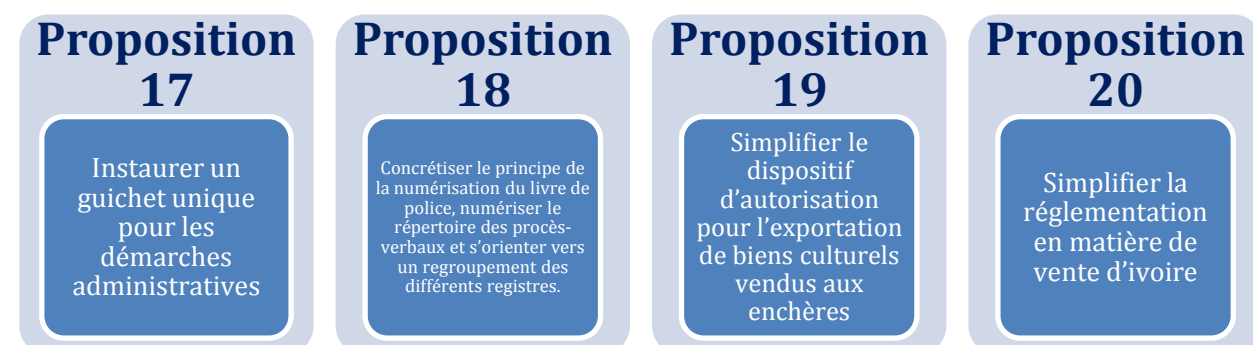 Proposition
17
Instaurer un
guichet unique
pour les
démarches
administratives
Proposition
18
Concrétiser le principe de
la numérisation du livre de
police, numériser le
répertoire des procès-
verbaux et s’orienter vers
un regroupement des
différents registres.
Proposition
19
Simplifier le
dispositif
d’autorisation
pour l’exportation
de biens culturels
vendus aux
enchères
Proposition
20
Simplifier la
réglementation
en matière de
vente d’ivoire